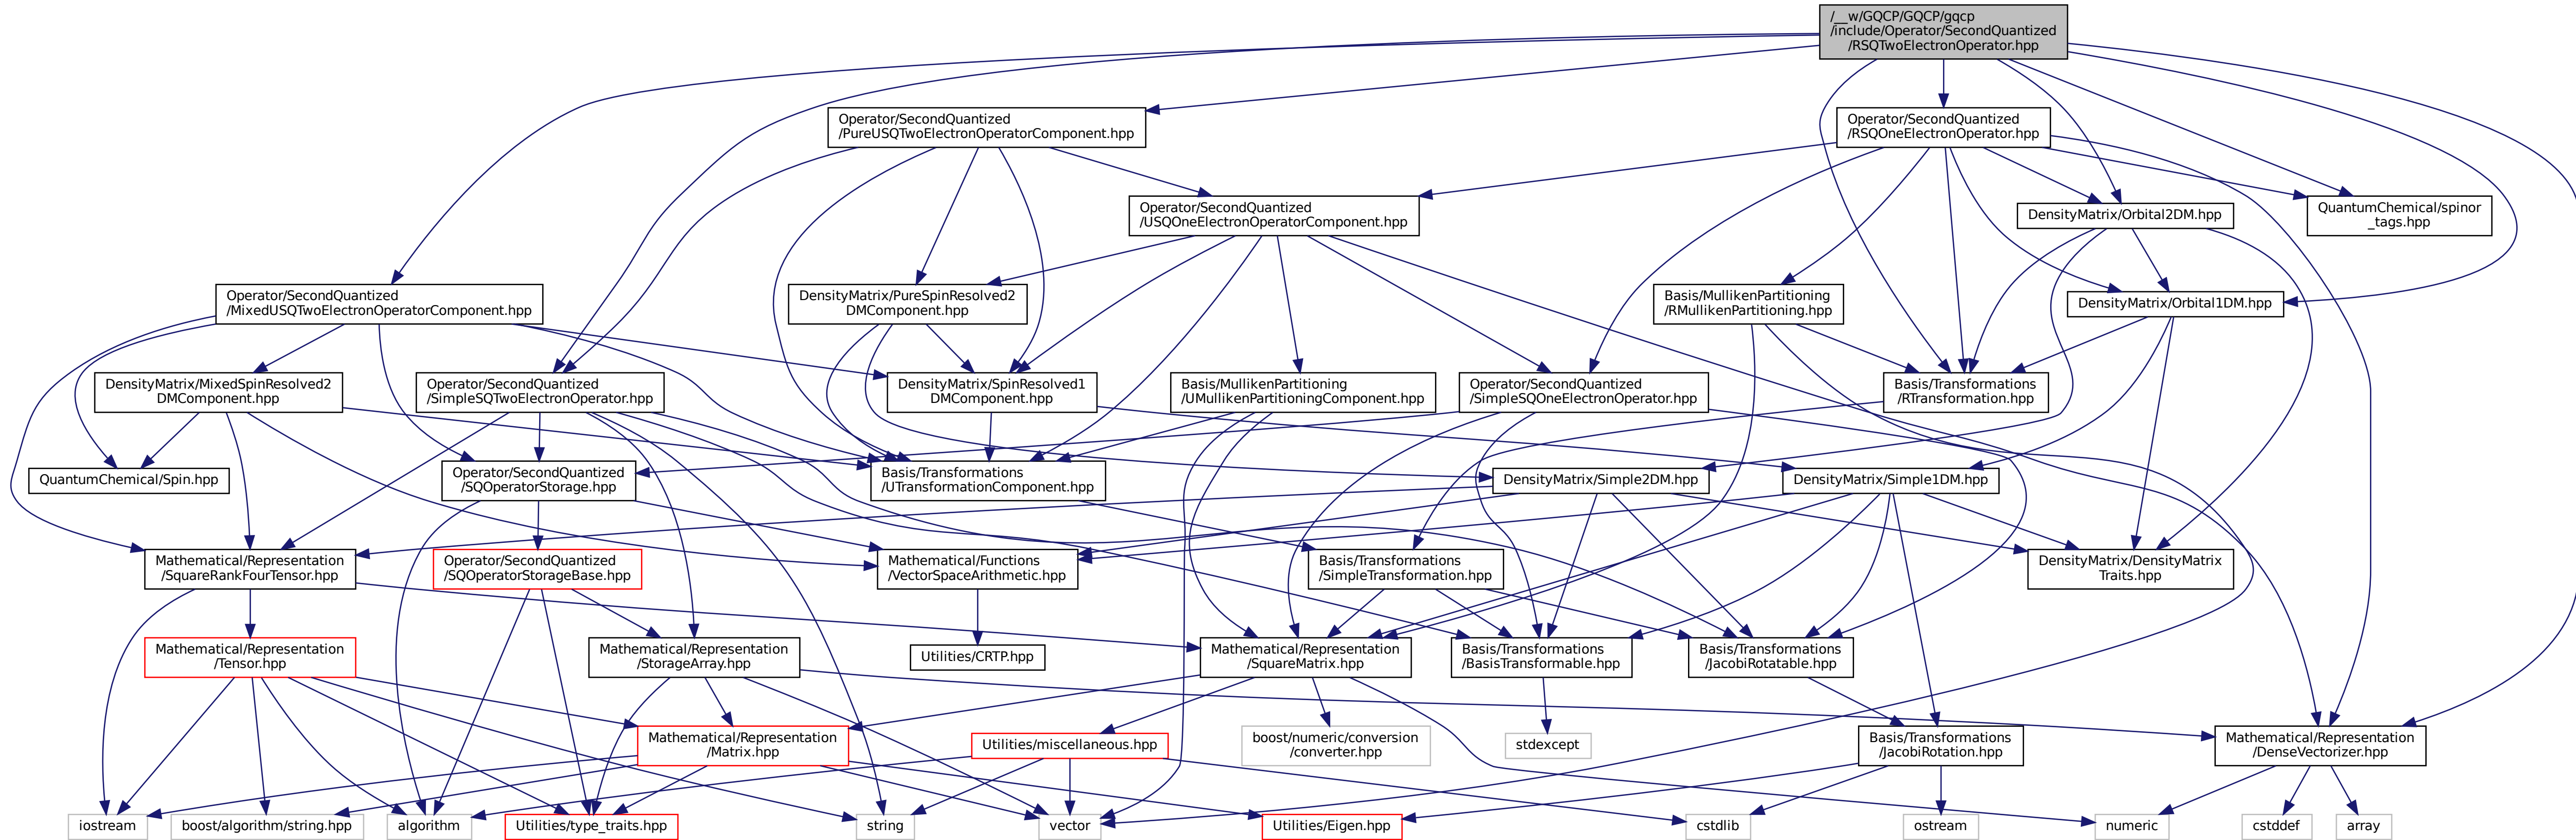 /__w/GQCP/GQCP/gqcp
/include/Operator/SecondQuantized
/RSQTwoElectronOperator.hpp
Operator/SecondQuantized
/PureUSQTwoElectronOperatorComponent.hpp
Operator/SecondQuantized
/RSQOneElectronOperator.hpp
Operator/SecondQuantized
/USQOneElectronOperatorComponent.hpp
DensityMatrix/Orbital2DM.hpp
QuantumChemical/spinor
_tags.hpp
Operator/SecondQuantized
/MixedUSQTwoElectronOperatorComponent.hpp
DensityMatrix/PureSpinResolved2
DMComponent.hpp
Basis/MullikenPartitioning
/RMullikenPartitioning.hpp
DensityMatrix/Orbital1DM.hpp
DensityMatrix/MixedSpinResolved2
DMComponent.hpp
Operator/SecondQuantized
/SimpleSQTwoElectronOperator.hpp
DensityMatrix/SpinResolved1
DMComponent.hpp
Basis/MullikenPartitioning
/UMullikenPartitioningComponent.hpp
Operator/SecondQuantized
/SimpleSQOneElectronOperator.hpp
Basis/Transformations
/RTransformation.hpp
QuantumChemical/Spin.hpp
Operator/SecondQuantized
/SQOperatorStorage.hpp
Basis/Transformations
/UTransformationComponent.hpp
DensityMatrix/Simple2DM.hpp
DensityMatrix/Simple1DM.hpp
Mathematical/Representation
/SquareRankFourTensor.hpp
Operator/SecondQuantized
/SQOperatorStorageBase.hpp
Mathematical/Functions
/VectorSpaceArithmetic.hpp
Basis/Transformations
/SimpleTransformation.hpp
DensityMatrix/DensityMatrix
Traits.hpp
Mathematical/Representation
/Tensor.hpp
Mathematical/Representation
/StorageArray.hpp
Utilities/CRTP.hpp
Mathematical/Representation
/SquareMatrix.hpp
Basis/Transformations
/BasisTransformable.hpp
Basis/Transformations
/JacobiRotatable.hpp
Mathematical/Representation
/Matrix.hpp
Utilities/miscellaneous.hpp
boost/numeric/conversion
/converter.hpp
stdexcept
Basis/Transformations
/JacobiRotation.hpp
Mathematical/Representation
/DenseVectorizer.hpp
iostream
boost/algorithm/string.hpp
algorithm
Utilities/type_traits.hpp
string
vector
Utilities/Eigen.hpp
cstdlib
ostream
numeric
cstddef
array